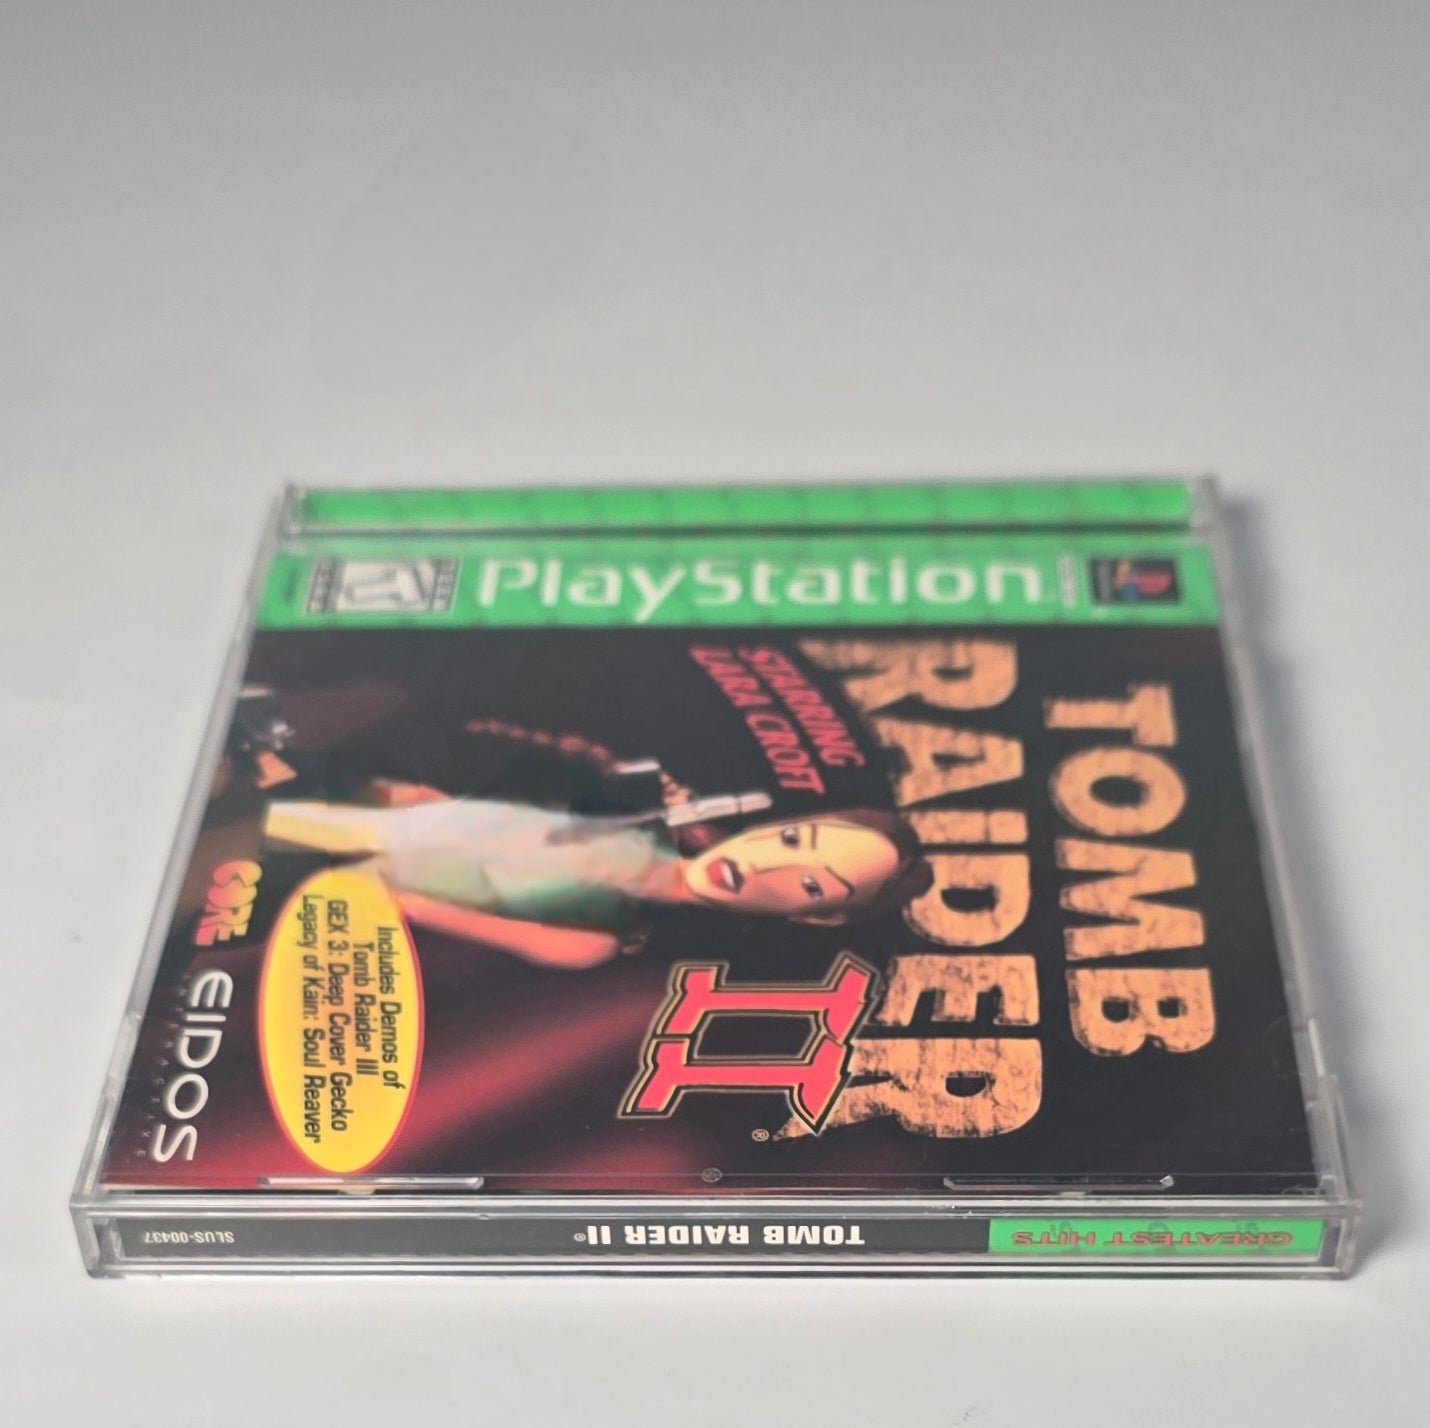 PlayStation
T
TOMB
RAIDER
II®
STARRING
LARA CROFT
Includes Demos of
Tomb Raider III
GEX 3: Deep Cover Gecko
Legacy of Kain: Soul Reaver
CORE
EIDOS
INTERACTIVE
GREATEST HITS
TOMB RAIDER II®
SLUS-00437